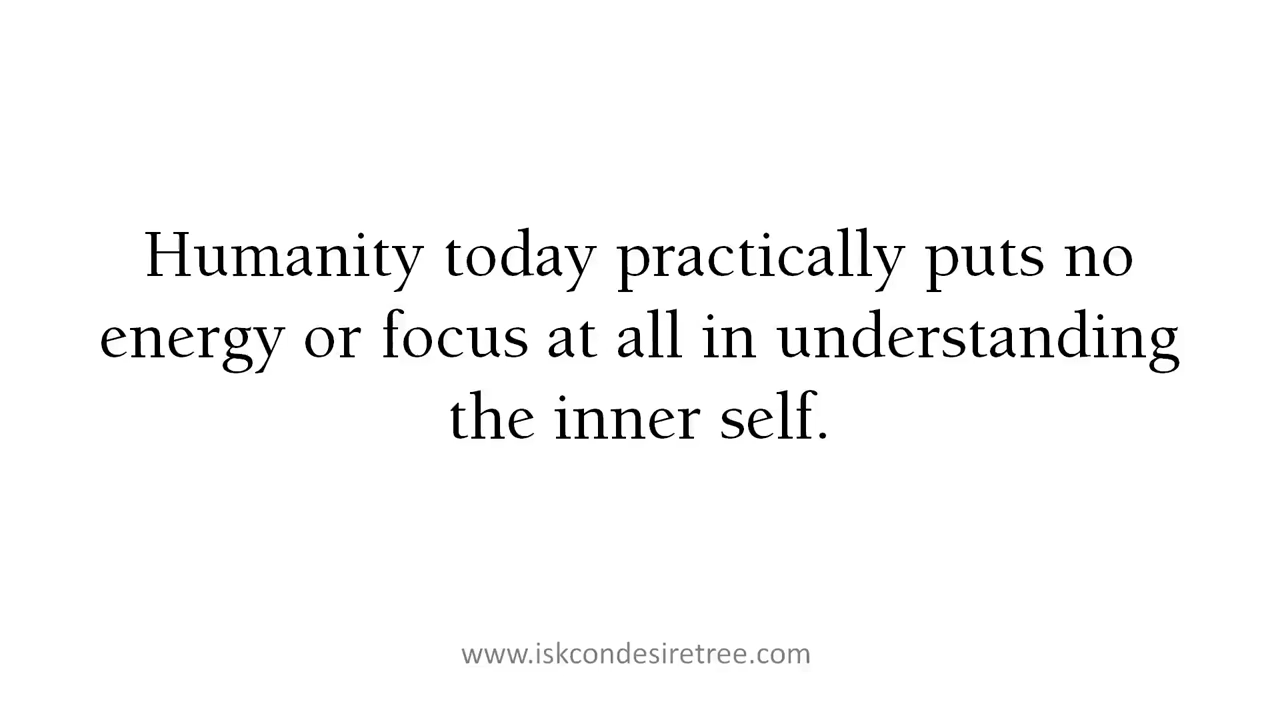 Humanity today practically puts no
energy or focus at all in understanding
the inner self.
www.iskcondesiretree.com